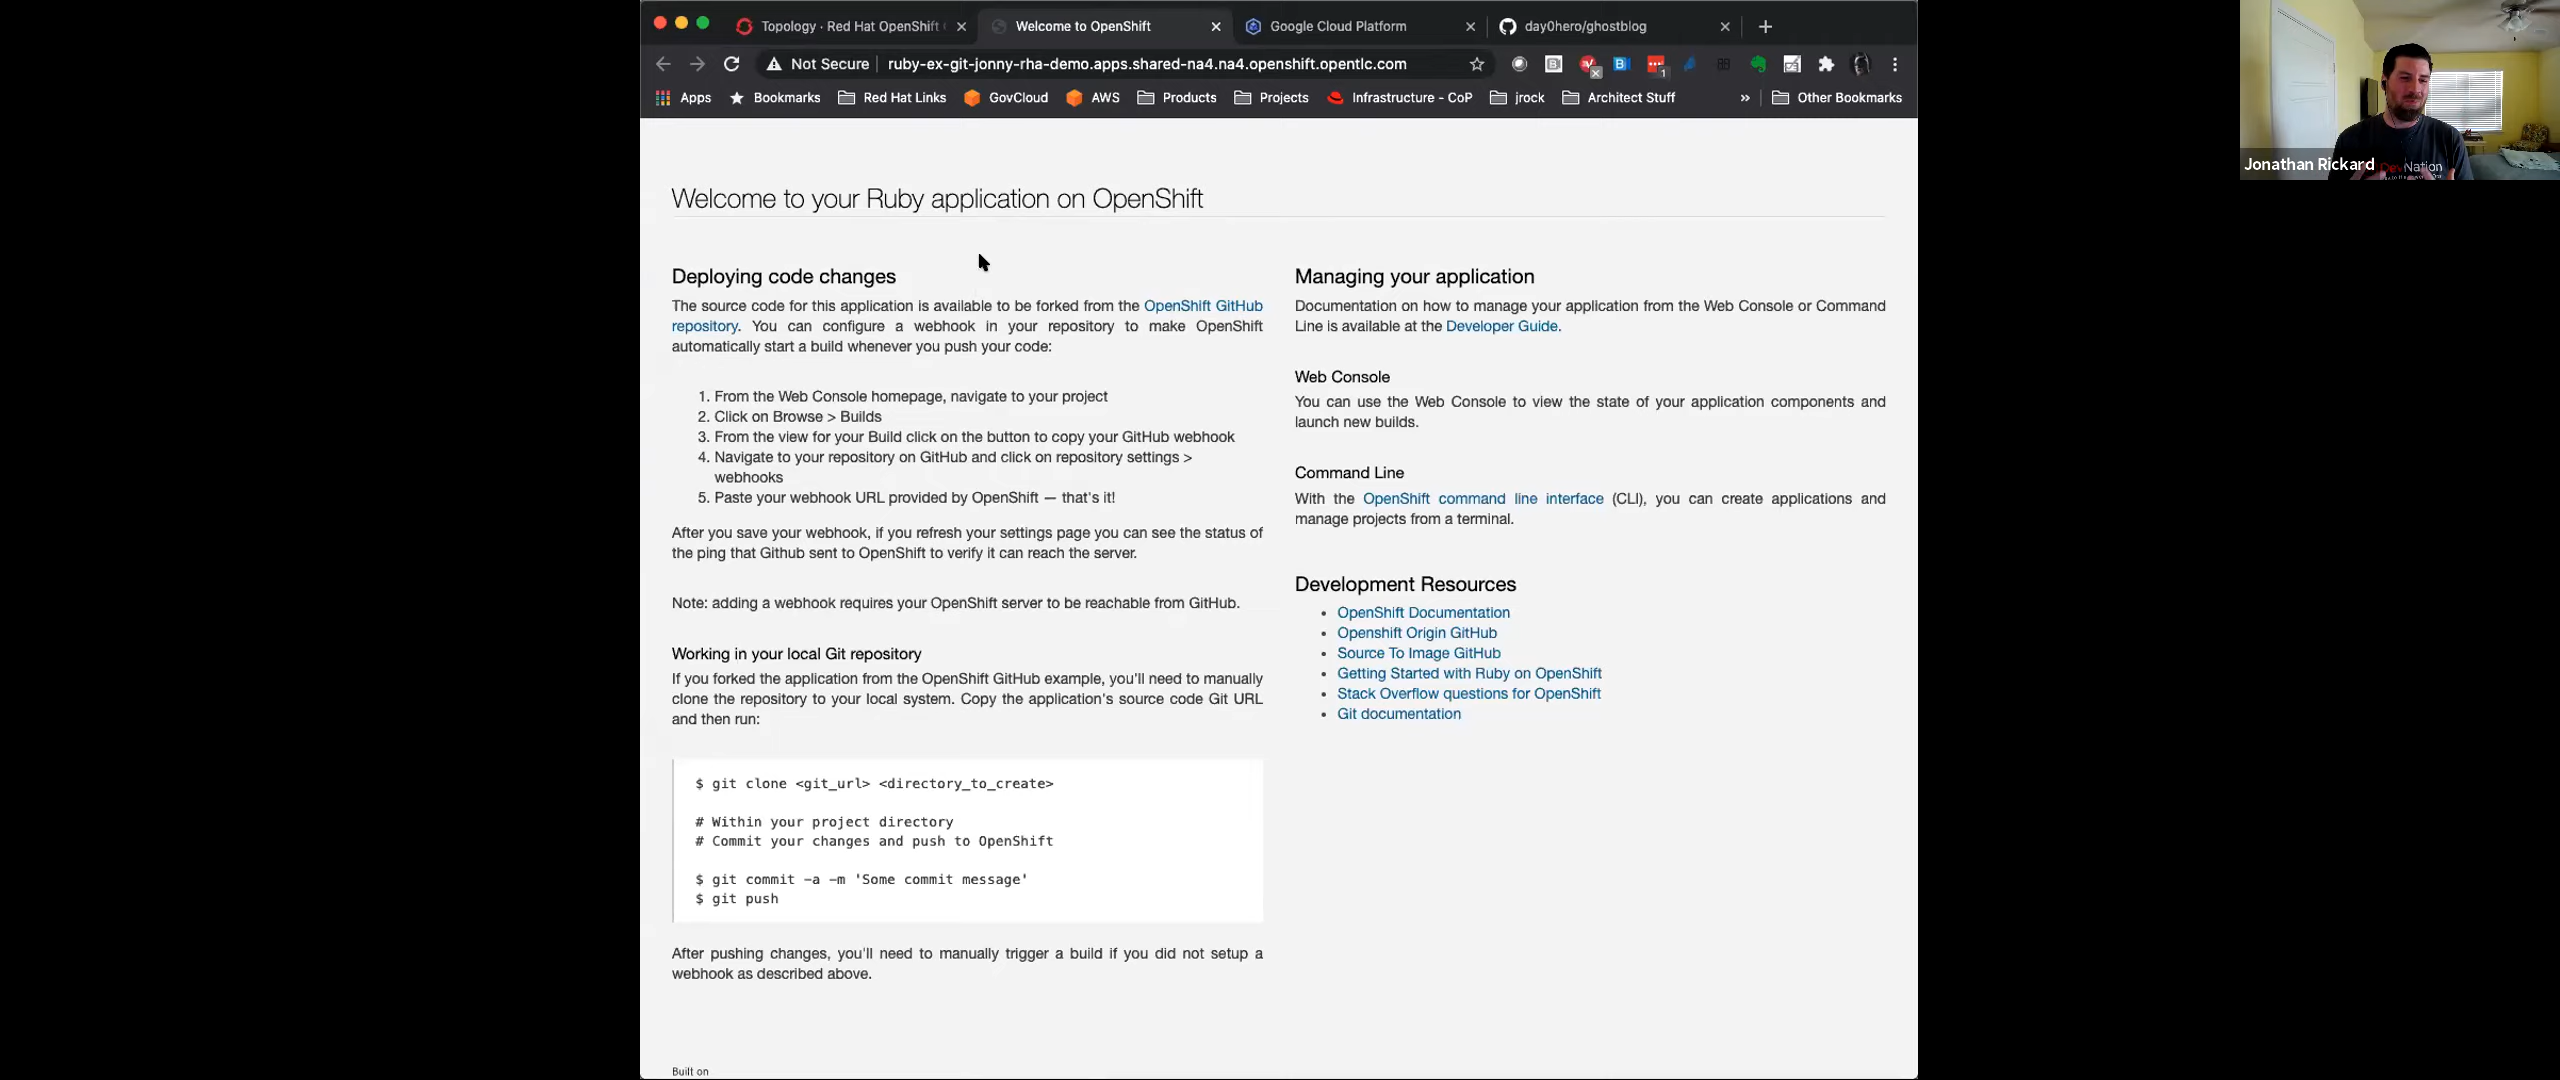 Topology · Red Hat OpenShift
Welcome to OpenShift
Google Cloud Platform
day0hero/ghostblog
Not Secure
ruby-ex-git-jonny-rha-demo.apps.shared-na4.na4.openshift.opentlc.com
Apps
Bookmarks
Red Hat Links
GovCloud
AWS
Products
Projects
Infrastructure - CoP
jrock
Architect Stuff
»
Other Bookmarks
Jonathan Rickard
DevNation
Welcome to your Ruby application on OpenShift
Deploying code changes
The source code for this application is available to be forked from the OpenShift GitHub
repository. You can configure a webhook in your repository to make OpenShift
automatically start a build whenever you push your code:
1. From the Web Console homepage, navigate to your project
2. Click on Browse > Builds
3. From the view for your Build click on the button to copy your GitHub webhook
4. Navigate to your repository on GitHub and click on repository settings >
webhooks
5. Paste your webhook URL provided by OpenShift — that's it!
After you save your webhook, if you refresh your settings page you can see the status of
the ping that Github sent to OpenShift to verify it can reach the server.
Note: adding a webhook requires your OpenShift server to be reachable from GitHub.
Working in your local Git repository
If you forked the application from the OpenShift GitHub example, you'll need to manually
clone the repository to your local system. Copy the application's source code Git URL
and then run:
$ git clone <git_url> <directory_to_create>
# Within your project directory
# Commit your changes and push to OpenShift
$ git commit -a -m 'Some commit message'
$ git push
After pushing changes, you'll need to manually trigger a build if you did not setup a
webhook as described above.
Managing your application
Documentation on how to manage your application from the Web Console or Command
Line is available at the Developer Guide.
Web Console
You can use the Web Console to view the state of your application components and
launch new builds.
Command Line
With the OpenShift command line interface (CLI), you can create applications and
manage projects from a terminal.
Development Resources
• OpenShift Documentation
• Openshift Origin GitHub
• Source To Image GitHub
• Getting Started with Ruby on OpenShift
• Stack Overflow questions for OpenShift
• Git documentation
Built on